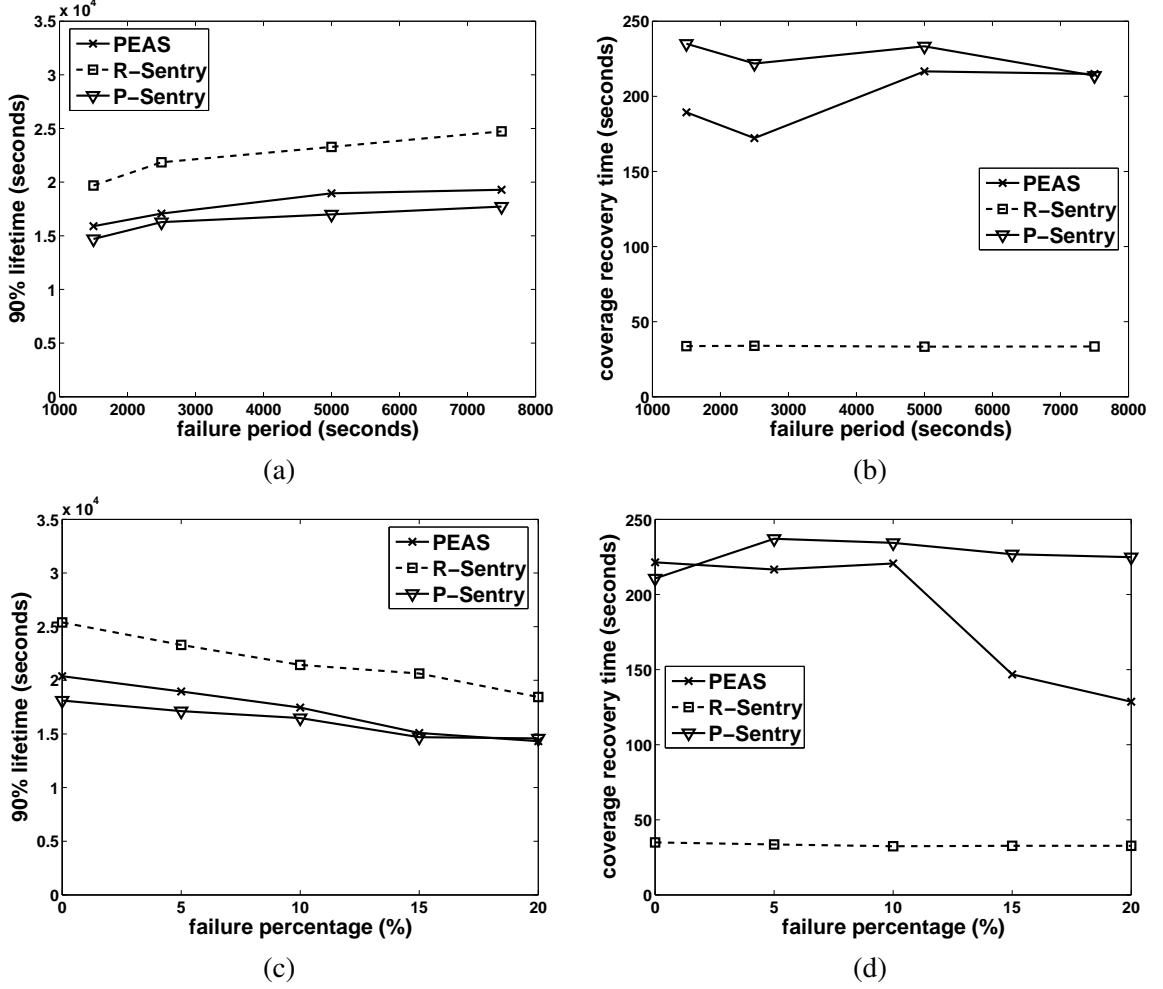 x 10^4
3.5
3
2.5
2
1.5
1
0.5
0
90% lifetime (seconds)
PEAS
R-Sentry
P-Sentry
1000 2000 3000 4000 5000 6000 7000 8000
failure period (seconds)
(a)
250
200
150
100
50
0
coverage recovery time (seconds)
PEAS
R-Sentry
P-Sentry
1000 2000 3000 4000 5000 6000 7000 8000
failure period (seconds)
(b)
x 10^4
3.5
3
2.5
2
1.5
1
0.5
0
90% lifetime (seconds)
PEAS
R-Sentry
P-Sentry
0 5 10 15 20
failure percentage (%)
(c)
250
200
150
100
50
0
coverage recovery time (seconds)
PEAS
R-Sentry
P-Sentry
0 5 10 15 20
failure percentage (%)
(d)